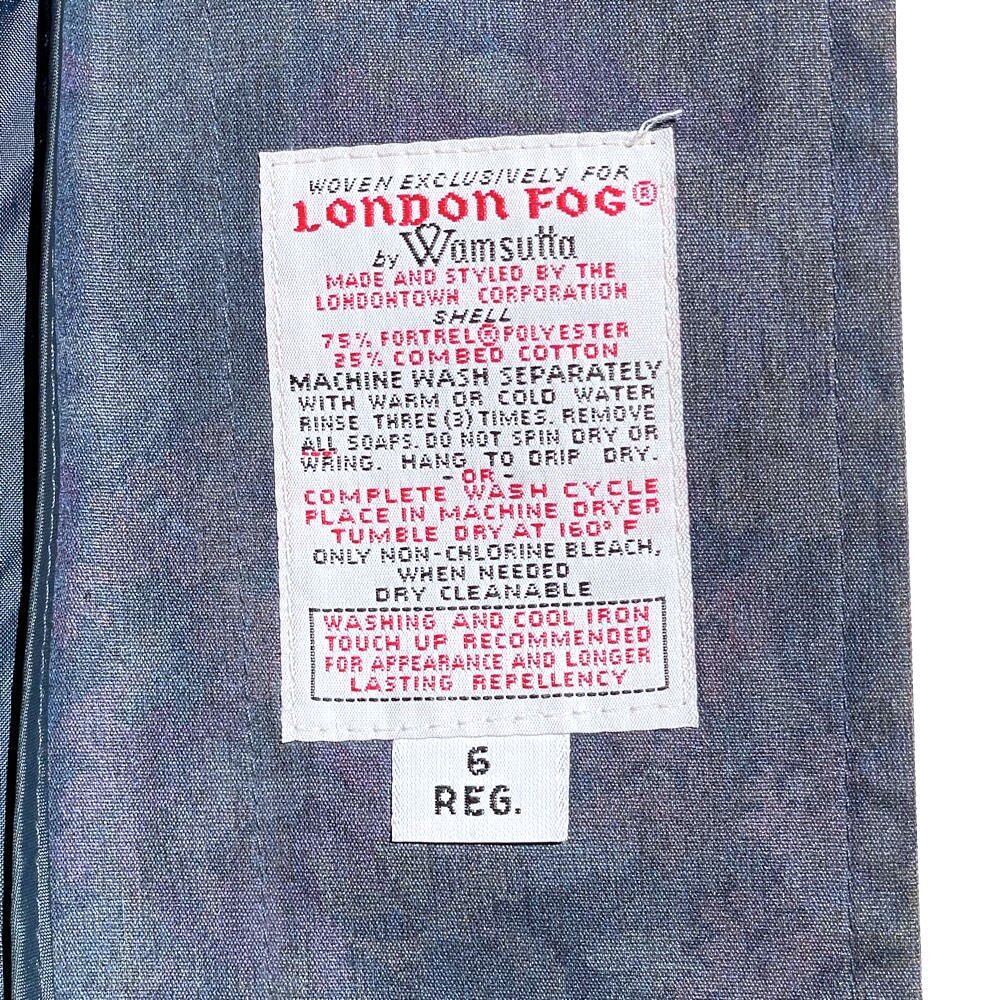 WOVEN EXCLUSIVELY FOR
LONDON FOG®
by Wamsutta
MADE AND STYLED BY THE
LONDONTOWN CORPORATION
SHELL
75% FORTREL® POLYESTER
25% COMBED COTTON
MACHINE WASH SEPARATELY
WITH WARM OR COLD WATER
RINSE THREE (3) TIMES. REMOVE
ALL SOAPS. DO NOT SPIN DRY OR
WRING. HANG TO DRIP DRY.
- OR -
COMPLETE WASH CYCLE
PLACE IN MACHINE DRYER
TUMBLE DRY AT 160° F
ONLY NON-CHLORINE BLEACH,
WHEN NEEDED
DRY CLEANABLE
WASHING AND COOL IRON
TOUCH UP RECOMMENDED
FOR APPEARANCE AND LONGER
LASTING REPELLENCY
6
REG.